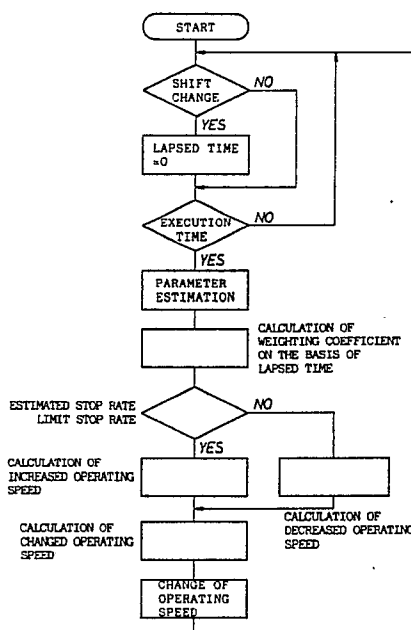 START
SHIFT
CHANGE
NO
YES
LAPSED TIME
=0
EXECUTION
TIME
NO
YES
PARAMETER
ESTIMATION
CALCULATION OF
WEIGHTING COEFFICIENT
ON THE BASIS OF
LAPSED TIME
ESTIMATED STOP RATE
LIMIT STOP RATE
NO
YES
CALCULATION OF
INCREASED OPERATING
SPEED
CALCULATION OF
DECREASED OPERATING
SPEED
CALCULATION OF
CHANGED OPERATING
SPEED
CHANGE OF
OPERATING
SPEED